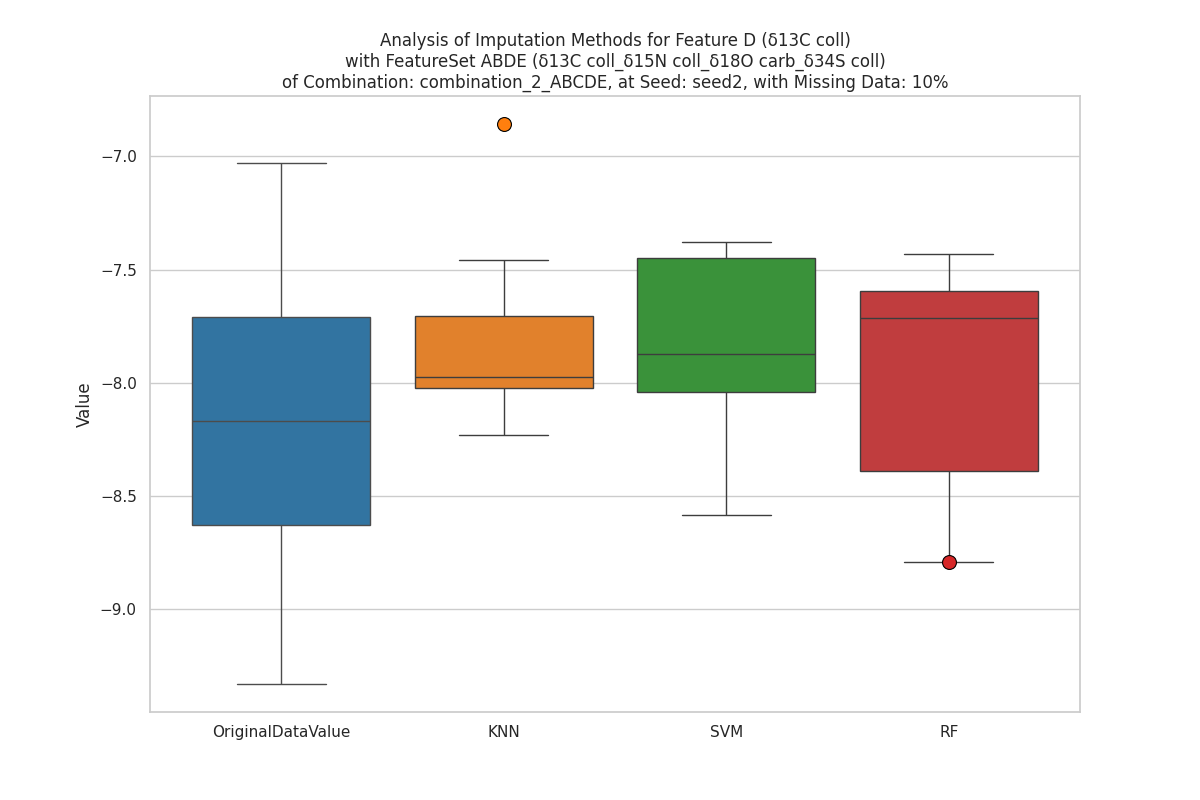 Analysis of Imputation Methods for Feature D (δ13C coll)
with FeatureSet ABDE (δ13C coll_δ15N coll_δ18O carb_δ34S coll)
of Combination: combination_2_ABCDE, at Seed: seed2, with Missing Data: 10%
−7.0
−7.5
−8.0
−8.5
−9.0
Value
OriginalDataValue
KNN
SVM
RF